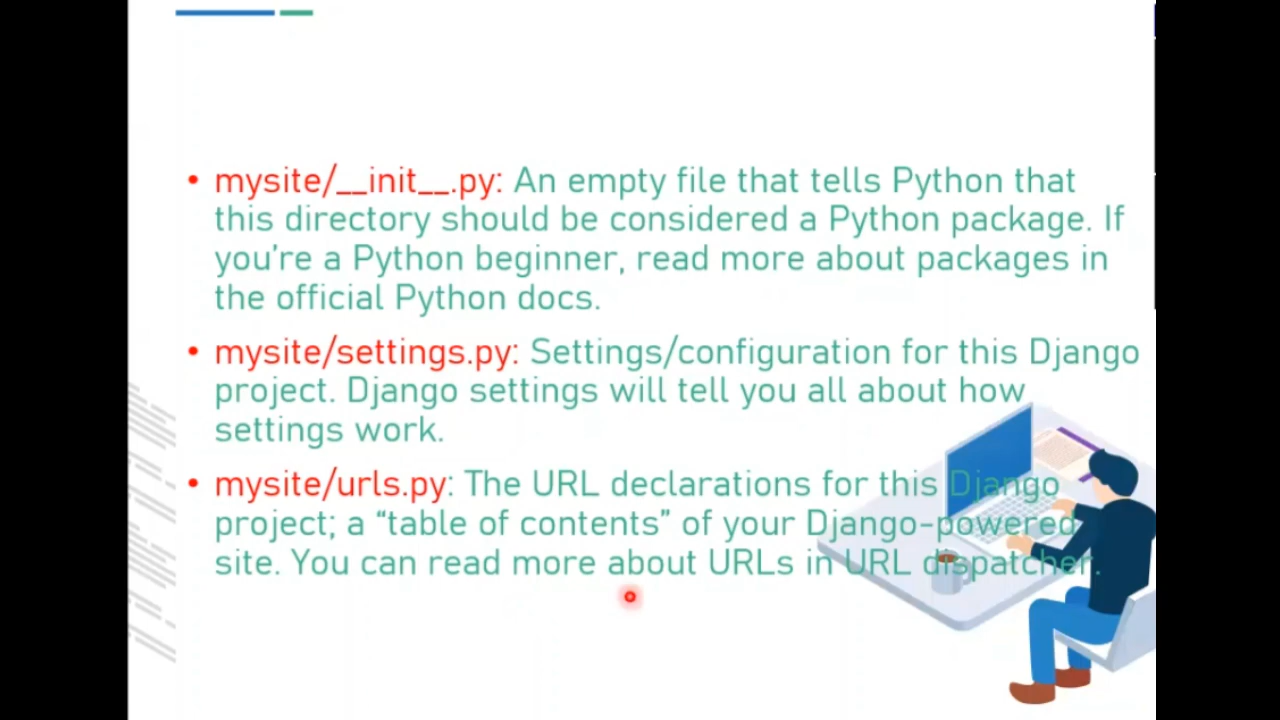 • mysite/__init__.py: An empty file that tells Python that
this directory should be considered a Python package. If
you’re a Python beginner, read more about packages in
the official Python docs.
• mysite/settings.py: Settings/configuration for this Django
project. Django settings will tell you all about how
settings work.
• mysite/urls.py: The URL declarations for this Django
project; a “table of contents” of your Django-powered
site. You can read more about URLs in URL dispatcher.